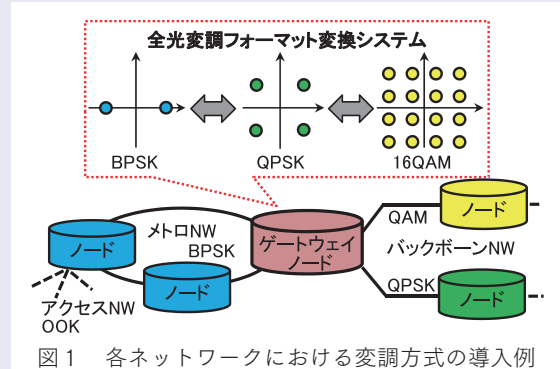 全光変調フォーマット変換システム
BPSK
QPSK
16QAM
ノード
メトロNW
BPSK
ノード
アクセスNW
OOK
ゲートウェイ
ノード
QAM
ノード
バックボーンNW
QPSK
ノード
図1 各ネットワークにおける変調方式の導入例